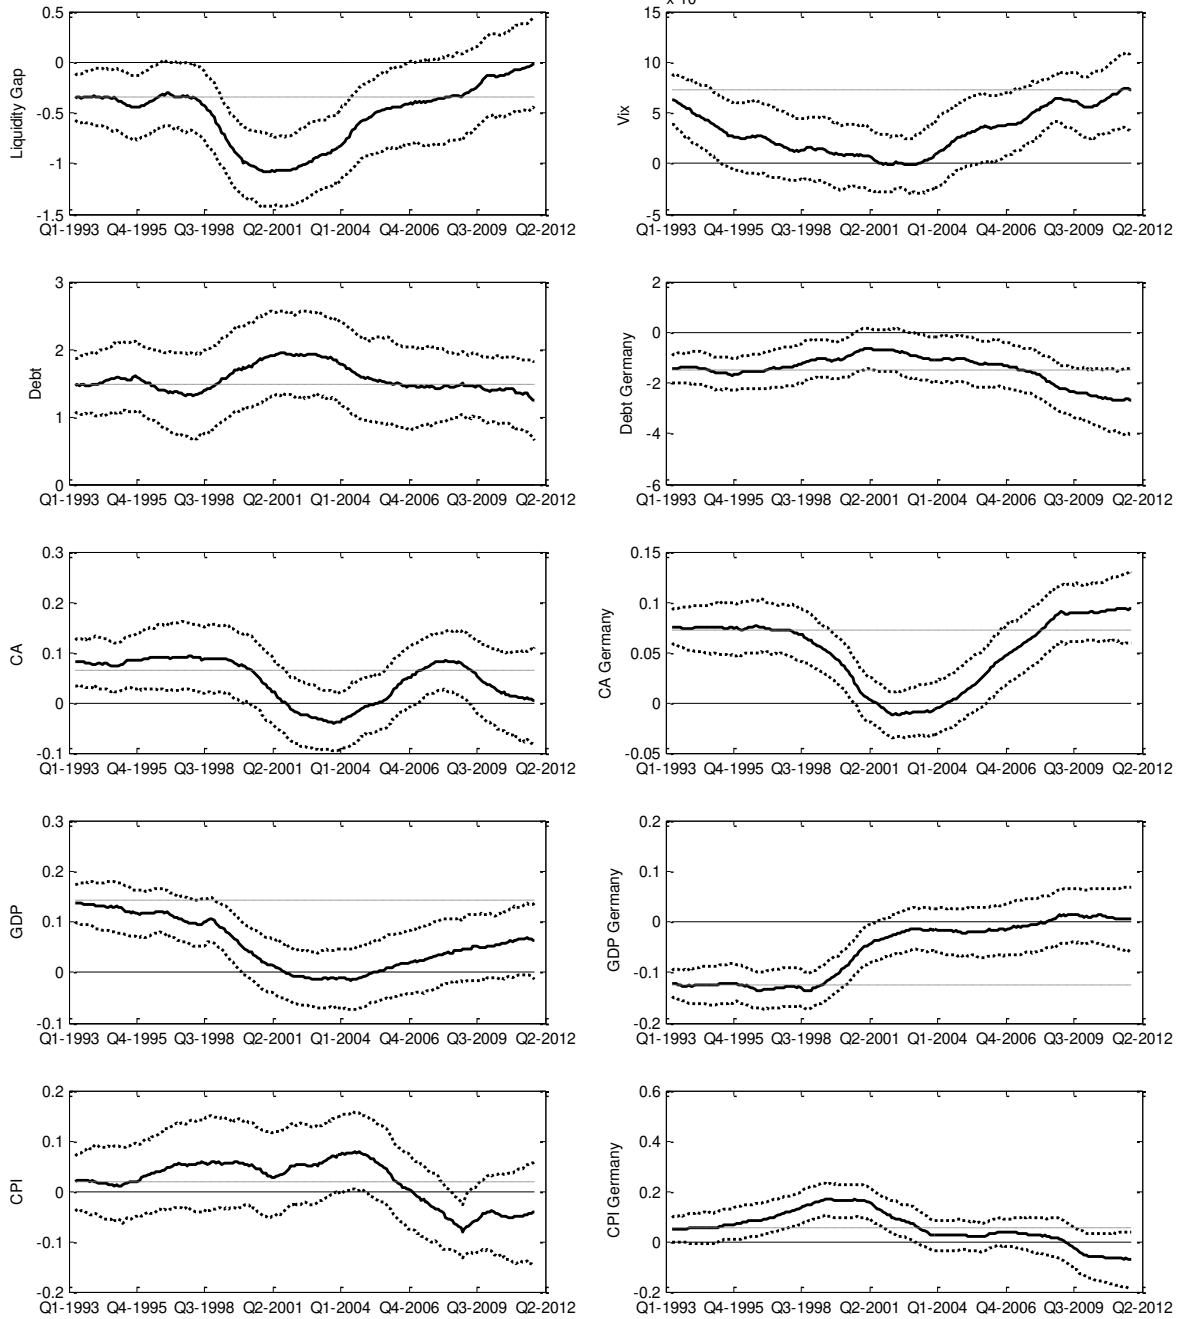 x 10
0.5
0
-0.5
-1
-1.5
Liquidity Gap
Q1-1993 Q4-1995 Q3-1998 Q2-2001 Q1-2004 Q4-2006 Q3-2009 Q2-2012
15
10
5
0
-5
Vix
Q1-1993 Q4-1995 Q3-1998 Q2-2001 Q1-2004 Q4-2006 Q3-2009 Q2-2012
3
2
1
0
Debt
Q1-1993 Q4-1995 Q3-1998 Q2-2001 Q1-2004 Q4-2006 Q3-2009 Q2-2012
2
0
-2
-4
-6
Debt Germany
Q1-1993 Q4-1995 Q3-1998 Q2-2001 Q1-2004 Q4-2006 Q3-2009 Q2-2012
0.3
0.2
0.1
0
-0.1
CA
Q1-1993 Q4-1995 Q3-1998 Q2-2001 Q1-2004 Q4-2006 Q3-2009 Q2-2012
0.15
0.1
0.05
0
-0.05
CA Germany
Q1-1993 Q4-1995 Q3-1998 Q2-2001 Q1-2004 Q4-2006 Q3-2009 Q2-2012
0.3
0.2
0.1
0
-0.1
GDP
Q1-1993 Q4-1995 Q3-1998 Q2-2001 Q1-2004 Q4-2006 Q3-2009 Q2-2012
0.2
0.1
0
-0.1
-0.2
GDP Germany
Q1-1993 Q4-1995 Q3-1998 Q2-2001 Q1-2004 Q4-2006 Q3-2009 Q2-2012
0.2
0.1
0
-0.1
-0.2
CPI
Q1-1993 Q4-1995 Q3-1998 Q2-2001 Q1-2004 Q4-2006 Q3-2009 Q2-2012
0.6
0.4
0.2
0
-0.2
CPI Germany
Q1-1993 Q4-1995 Q3-1998 Q2-2001 Q1-2004 Q4-2006 Q3-2009 Q2-2012